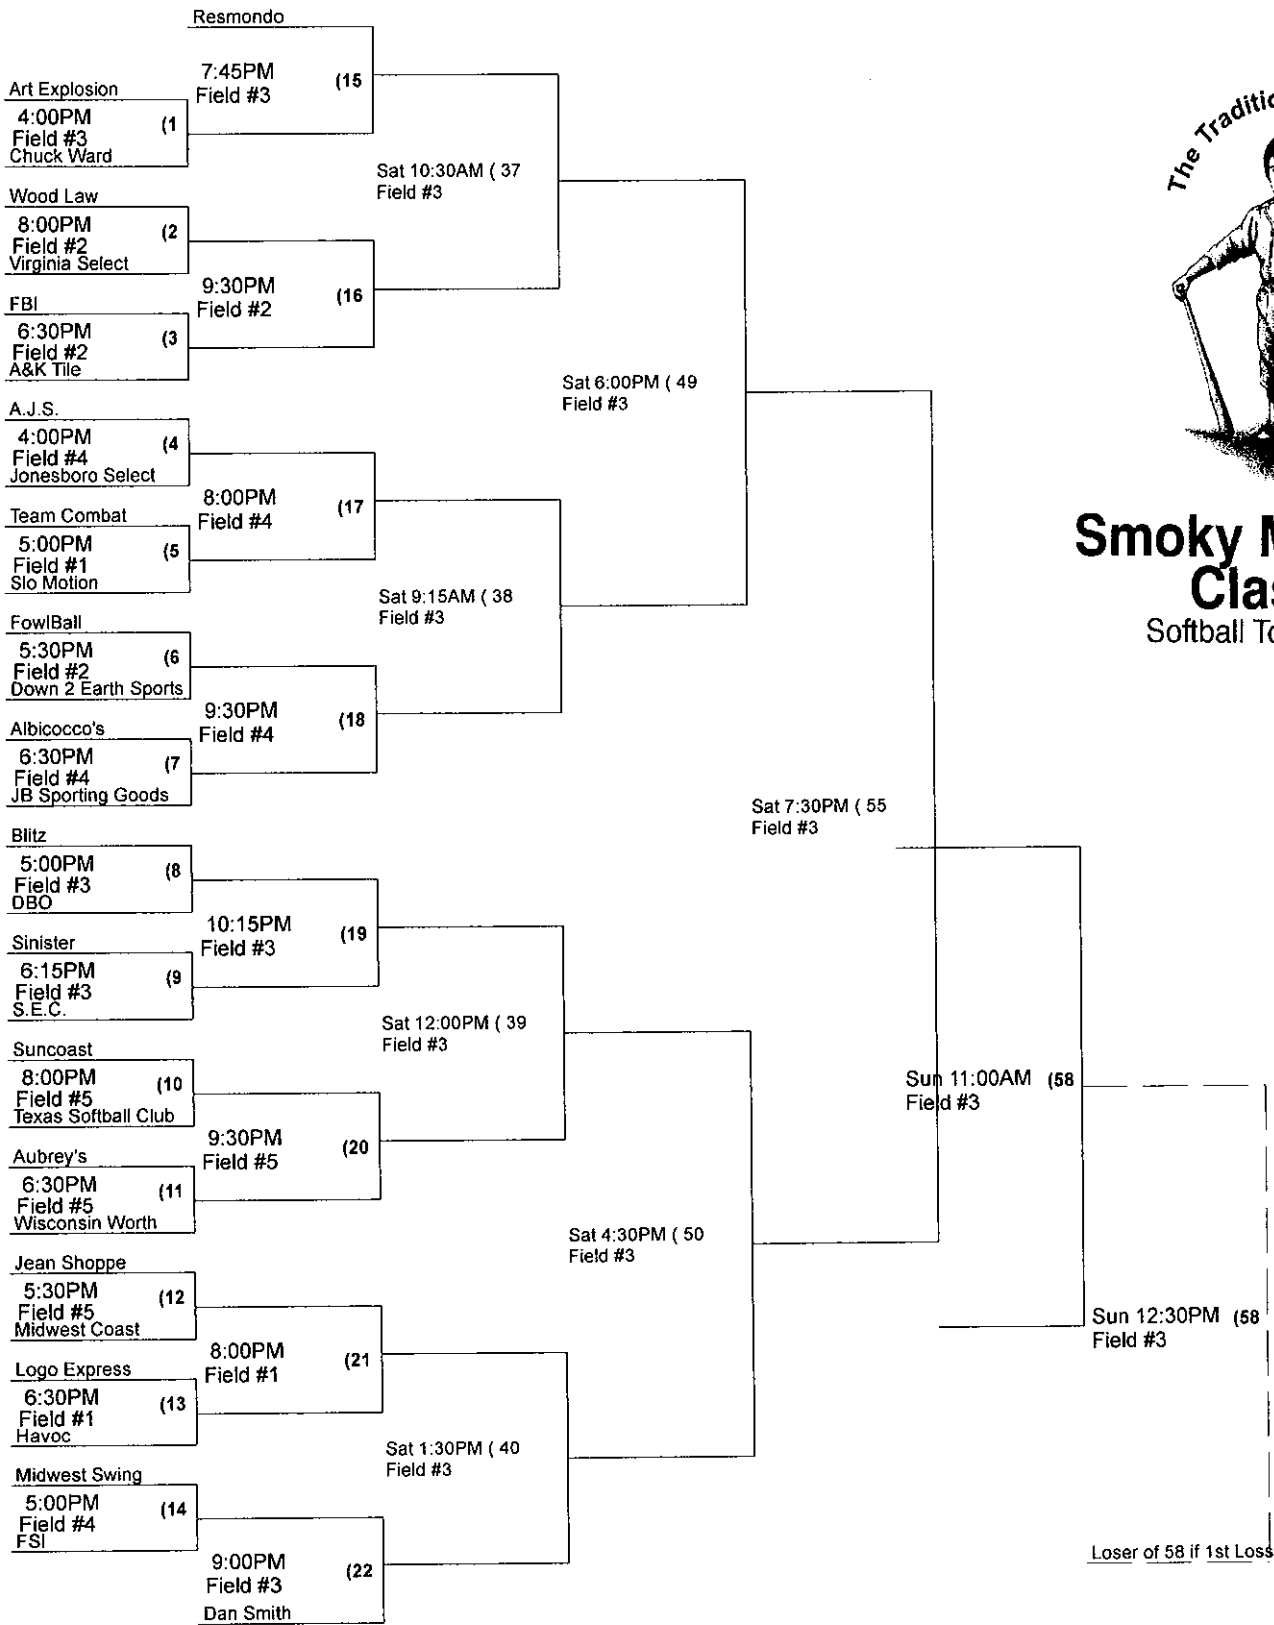 Resmondo
7:45PM (15
Field #3
Art Explosion
4:00PM (1
Field #3
Chuck Ward
Sat 10:30AM ( 37
Field #3
Wood Law
8:00PM (2
Field #2
Virginia Select
9:30PM (16
Field #2
FBI
6:30PM (3
Field #2
A&K Tile
Sat 6:00PM ( 49
Field #3
A.J.S.
4:00PM (4
Field #4
Jonesboro Select
8:00PM (17
Field #4
Team Combat
5:00PM (5
Field #1
Slo Motion
Sat 9:15AM ( 38
Field #3
FowlBall
5:30PM (6
Field #2
Down 2 Earth Sports
9:30PM (18
Field #4
Albicocco's
6:30PM (7
Field #4
JB Sporting Goods
Sat 7:30PM ( 55
Field #3
Blitz
5:00PM (8
Field #3
DBO
10:15PM (19
Field #3
Sinister
6:15PM (9
Field #3
S.E.C.
Sat 12:00PM ( 39
Field #3
Suncoast
8:00PM (10
Field #5
Texas Softball Club
9:30PM (20
Field #5
Aubrey's
6:30PM (11
Field #5
Wisconsin Worth
Sat 4:30PM ( 50
Field #3
Jean Shoppe
5:30PM (12
Field #5
Midwest Coast
8:00PM (21
Field #1
Logo Express
6:30PM (13
Field #1
Havoc
Sat 1:30PM ( 40
Field #3
Midwest Swing
5:00PM (14
Field #4
FSI
9:00PM (22
Field #3
Dan Smith
Sun 11:00AM (58
Field #3
Sun 12:30PM (58
Field #3
Loser of 58 if 1st Loss
The Traditio
Smoky M
Clas
Softball To